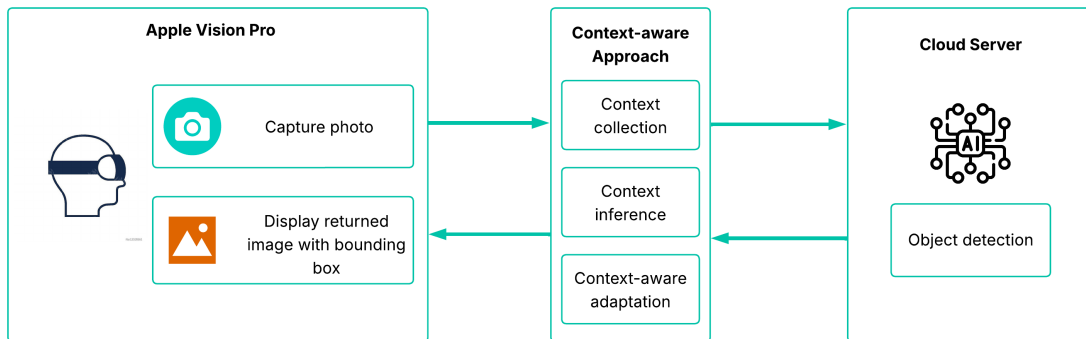 Apple Vision Pro
Capture photo
Display returned
image with bounding
box
Context-aware
Approach
Context
collection
Context
inference
Context-aware
adaptation
Cloud Server
AI
Object detection